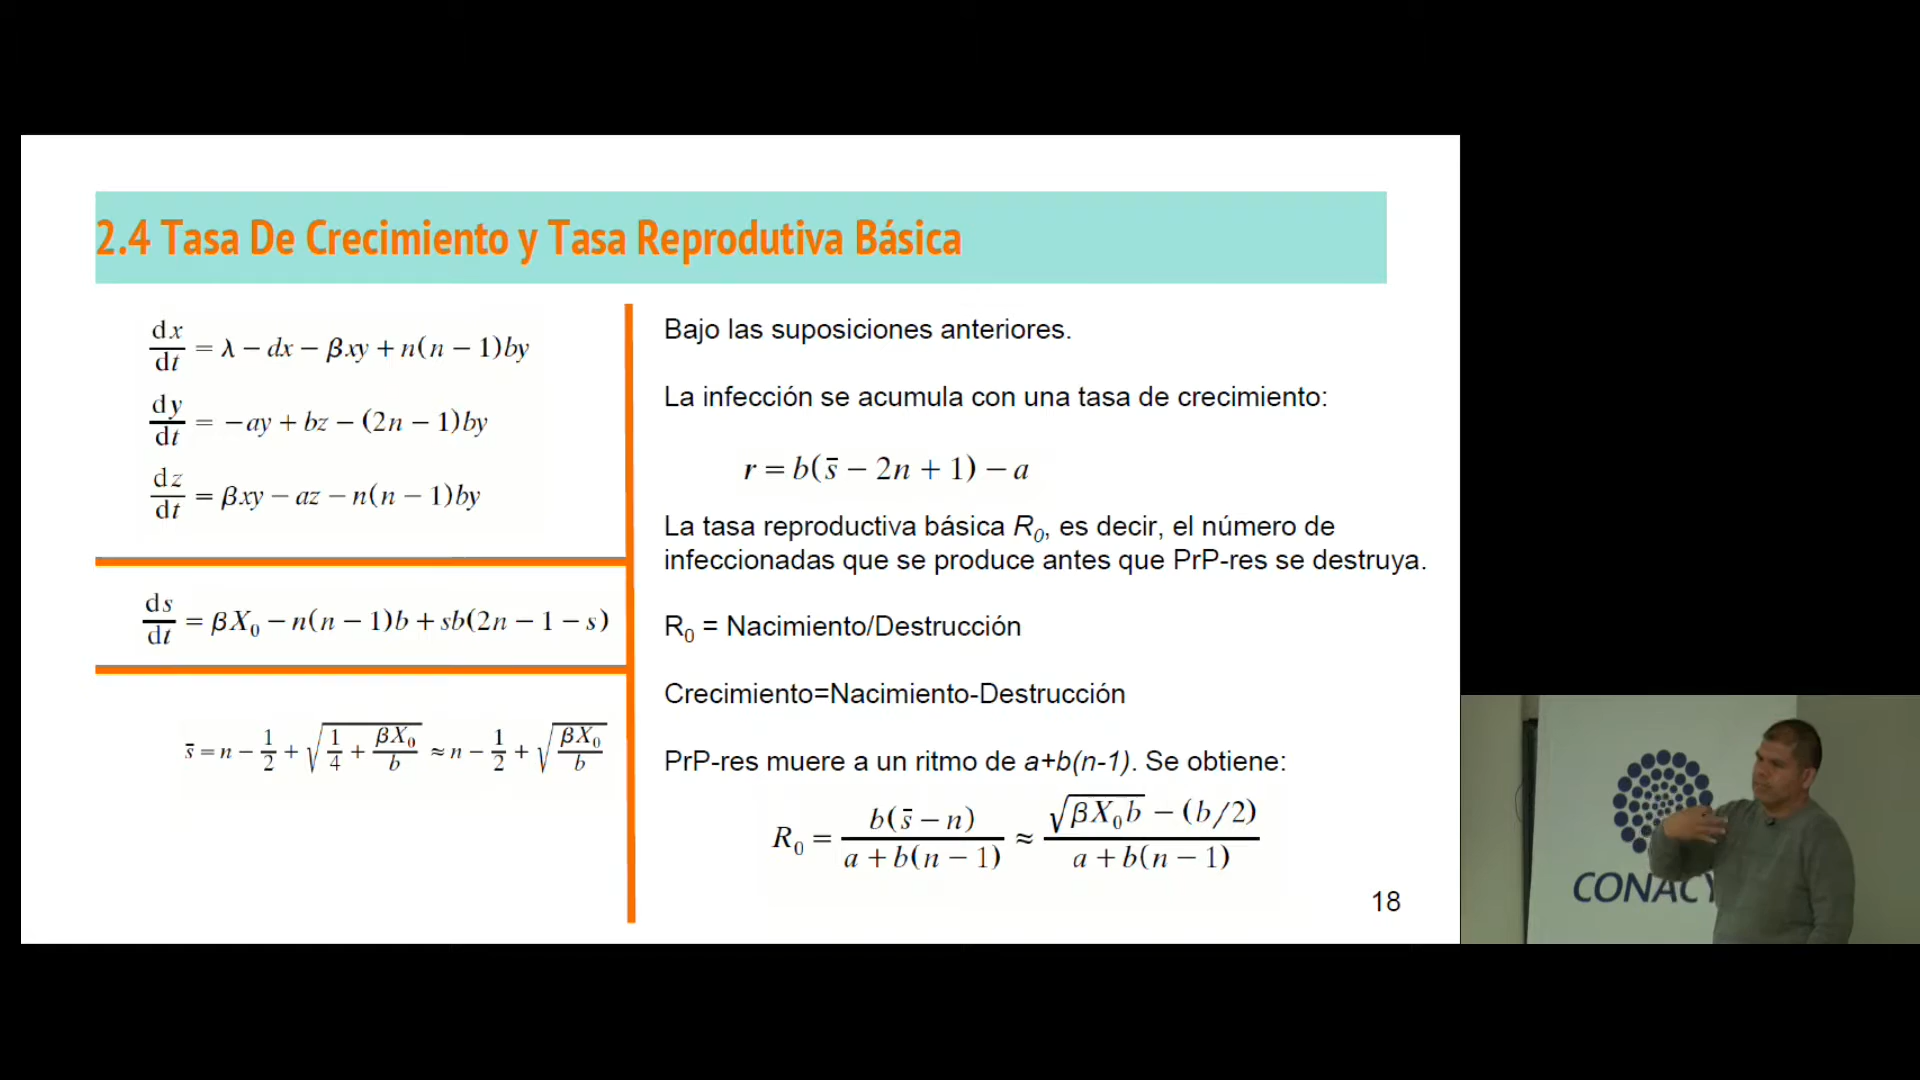 2.4 Tasa De Crecimiento y Tasa Reprodutiva Básica
dx/dt = λ − dx − βxy + n(n − 1)by
dy/dt = −ay + bz − (2n − 1)by
dz/dt = βxy − az − n(n − 1)by
ds/dt = βX₀ − n(n − 1)b + sb(2n − 1 − s)
s̄ = n − 1/2 + √(1/4 + βX₀/b) ≈ n − 1/2 + √(βX₀/b)
Bajo las suposiciones anteriores.
La infección se acumula con una tasa de crecimiento:
r = b(s̄ − 2n + 1) − a
La tasa reproductiva básica R₀, es decir, el número de
infeccionadas que se produce antes que PrP-res se destruya.
R₀ = Nacimiento/Destrucción
Crecimiento=Nacimiento-Destrucción
PrP-res muere a un ritmo de a+b(n-1). Se obtiene:
R₀ = b(s̄ − n) / (a + b(n − 1)) ≈ (√(βX₀b) − (b/2)) / (a + b(n − 1))
18
CONACY